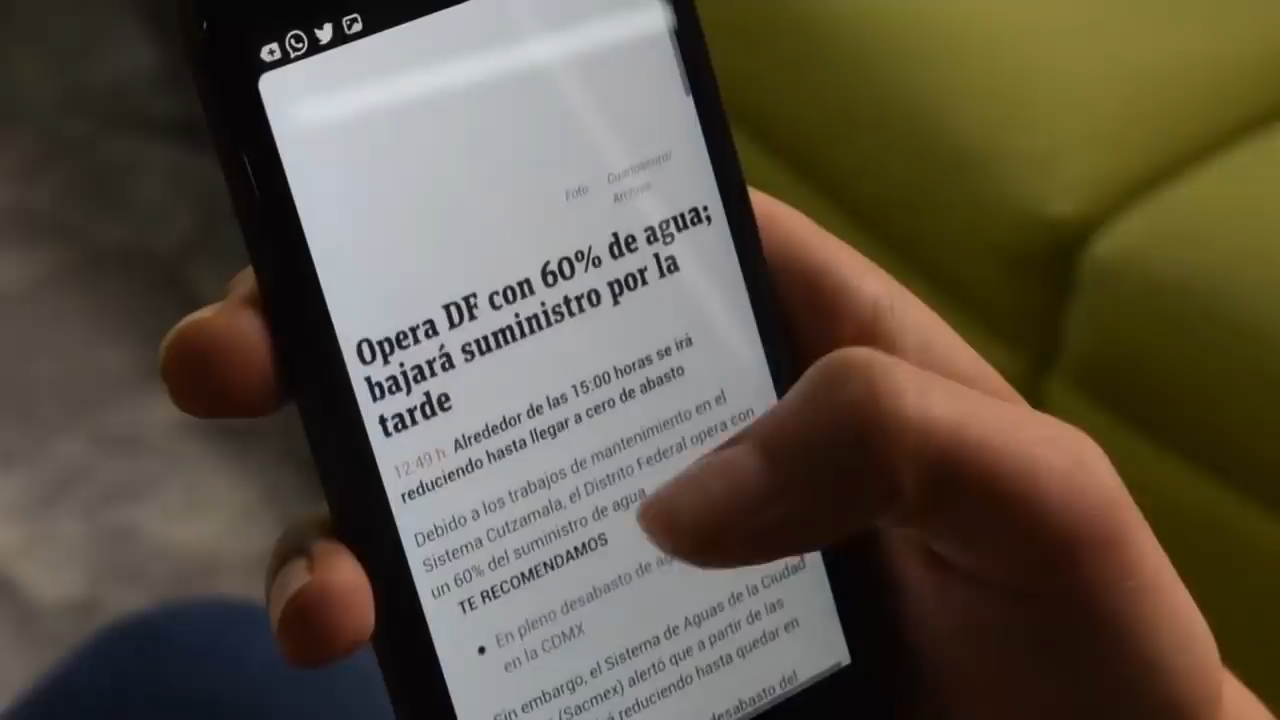 Foto Cuartoscuro/
Archivo
Opera DF con 60% de agua;
bajará suministro por la
tarde
12:49 h. Alrededor de las 15:00 horas se irá
reduciendo hasta llegar a cero de abasto
Debido a los trabajos de mantenimiento en el
Sistema Cutzamala, el Distrito Federal opera con
un 60% del suministro de agua
TE RECOMENDAMOS
• En pleno desabasto de
en la CDMX
Sin embargo, el Sistema de Aguas de la Ciudad
(Sacmex) alertó que a partir de las
reduciendo hasta quedar en
desabasto del